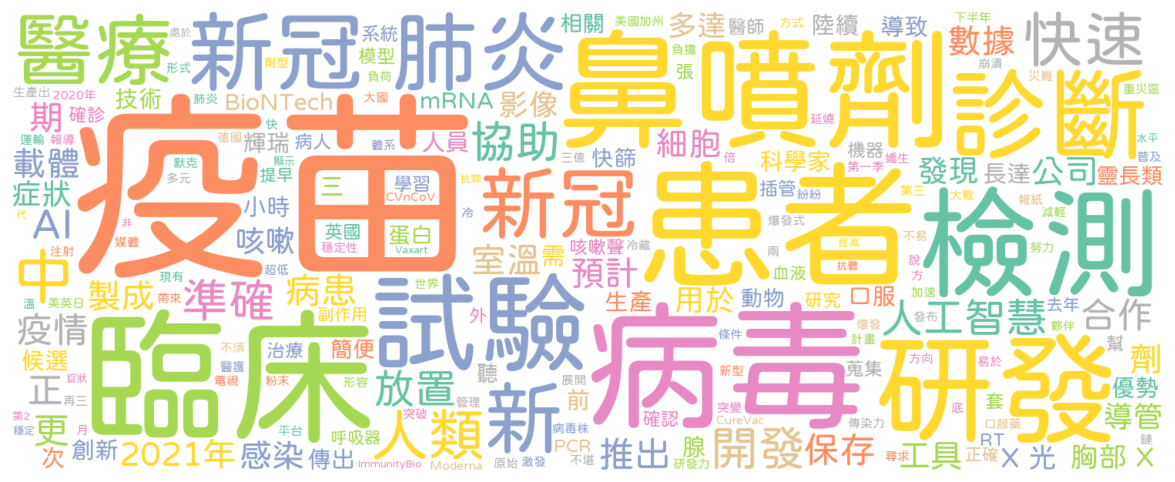 醫療
新冠肺炎
鼻噴劑
診斷
快速
疫苗
患者
檢測
臨床
試驗
病毒
研發
新冠
新
人類
相關
美國加州
方式
多達
醫師
陸續
導致
下半年
數據
災難
崩潰
重災區
處於
形式
系統
劑型
模型
負擔
負荷
張
生產出
2020年
肺炎
技術
大國
BioNTech
mRNA
影像
期
確診
運輸
報導
德國
快
輝瑞
病人
體系
人員
協助
細胞
倍
三億
快篩
延燒
科學家
機器
嬌生
第一季
水平
普及
載體
症狀
默克
多元
顯示
提早
三
學習
CVnCoV
抗棘
發現
長達
公司
靈長類
AI
代
非
媒體
小時
咳嗽
英國
穩定性
蛋白
Vaxart
冷
插管
紛紛
第三
大戰
報紙
減輕
中
注射
現有
超低
室溫
需
咳嗽聲
冷藏
爆發式
兩
提高
抗體
不易
說
方
努力
溫
美英日
帶來
製成
準確
病患
副作用
世界
預計
生產
用於
動物
血液
研究
口服
加速
人工智慧
去年
合作
疫情
外
條件
爆發
計畫
發布
夥伴
幫
候選
不須
治療
簡便
放置
聽
新型
蒐集
方向
易於
劑
正
錠狀
再三
醫護
電視
粉末
形容
展開
管理
前
確認
突變
CureVac
傳染力
底
套
優勢
導管
更
第2
穩定
月
次
創新
2021年
感染
平台
傳出
呼吸器
突破
ImmunityBio
Moderna
病毒株
PCR
原始
激發
不堪
推出
腺
研發力
開發
保存
尋求
工具
口服藥
RT
正確
X 光
胸部 X
鏈